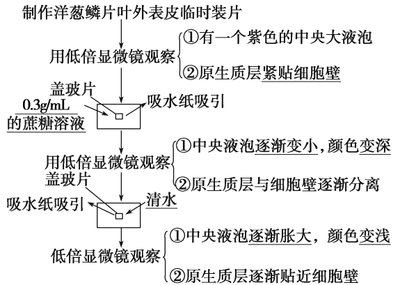 制作洋葱鳞片叶外表皮临时装片
用低倍显微镜观察
①有一个紫色的中央大液泡
②原生质层紧贴细胞壁
盖玻片
0.3g/mL
的蔗糖溶液
吸水纸吸引
用低倍显微镜观察
①中央液泡逐渐变小,颜色变深
②原生质层与细胞壁逐渐分离
盖玻片
吸水纸吸引
清水
低倍显微镜观察
①中央液泡逐渐胀大，颜色变浅
②原生质层逐渐贴近细胞壁